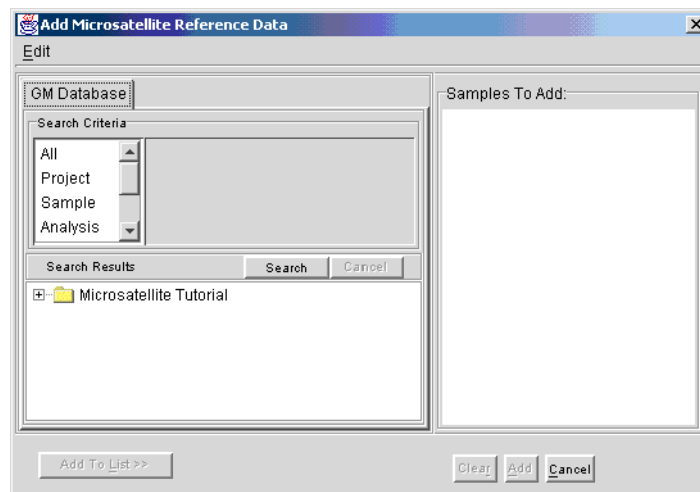 Add Microsatellite Reference Data
Edit
GM Database
Search Criteria
All
Project
Sample
Analysis
Search Results
Search
Cancel
Microsatellite Tutorial
Samples To Add:
Add To List >>
Clear
Add
Cancel